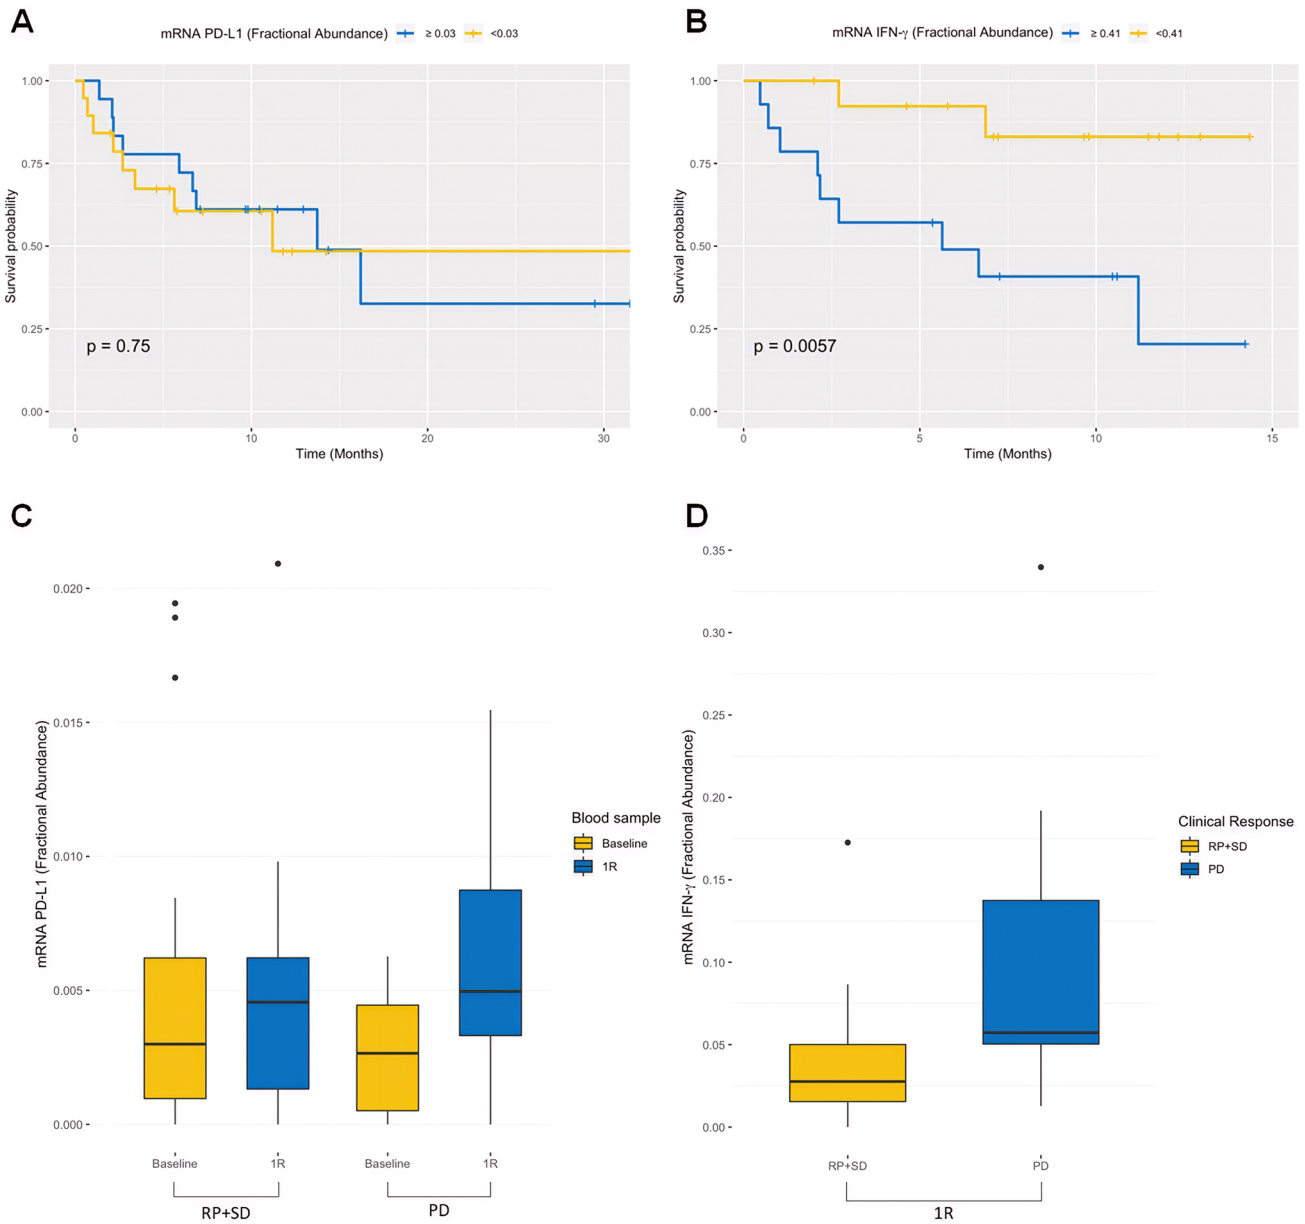 A
mRNA PD-L1 (Fractional Abundance) ≥ 0.03 <0.03
1.00
0.75
0.50
0.25
0.00
Survival probability
p = 0.75
0 10 20 30
Time (Months)
B
mRNA IFN-γ (Fractional Abundance) ≥ 0.41 <0.41
1.00
0.75
0.50
0.25
0.00
Survival probability
p = 0.0057
0 5 10 15
Time (Months)
C
0.020
0.015
0.010
0.005
0.000
mRNA PD-L1 (Fractional Abundance)
Blood sample
Baseline
1R
Baseline 1R Baseline 1R
RP+SD PD
D
0.35
0.30
0.25
0.20
0.15
0.10
0.05
0.00
mRNA IFN-γ (Fractional Abundance)
Clinical Response
RP+SD
PD
RP+SD PD
1R